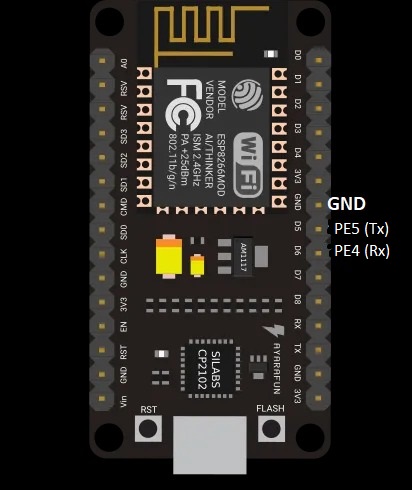 A0
RSV
RSV
SD3
SD2
SD1
CMD
SD0
CLK
GND
3V3
EN
RST
GND
Vin
MODEL
VENDOR
ESP8266MOD
AI/THINKER
ISM 2.4GHz
PA +25dBm
802.11b/g/n
FC
Wi Fi
AM1117
SILABS
CP2102
AYARAFUN
RST
FLASH
D0
D1
D2
D3
D4
3V3
GND
D5
D6
D7
D8
RX
TX
GND
3V3
GND
PE5 (Tx)
PE4 (Rx)